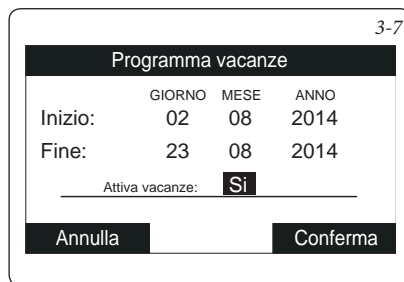 3-7
Programma vacanze
GIORNO MESE ANNO
Inizio: 02 08 2014
Fine: 23 08 2014
Attiva vacanze: Si
Annulla Conferma